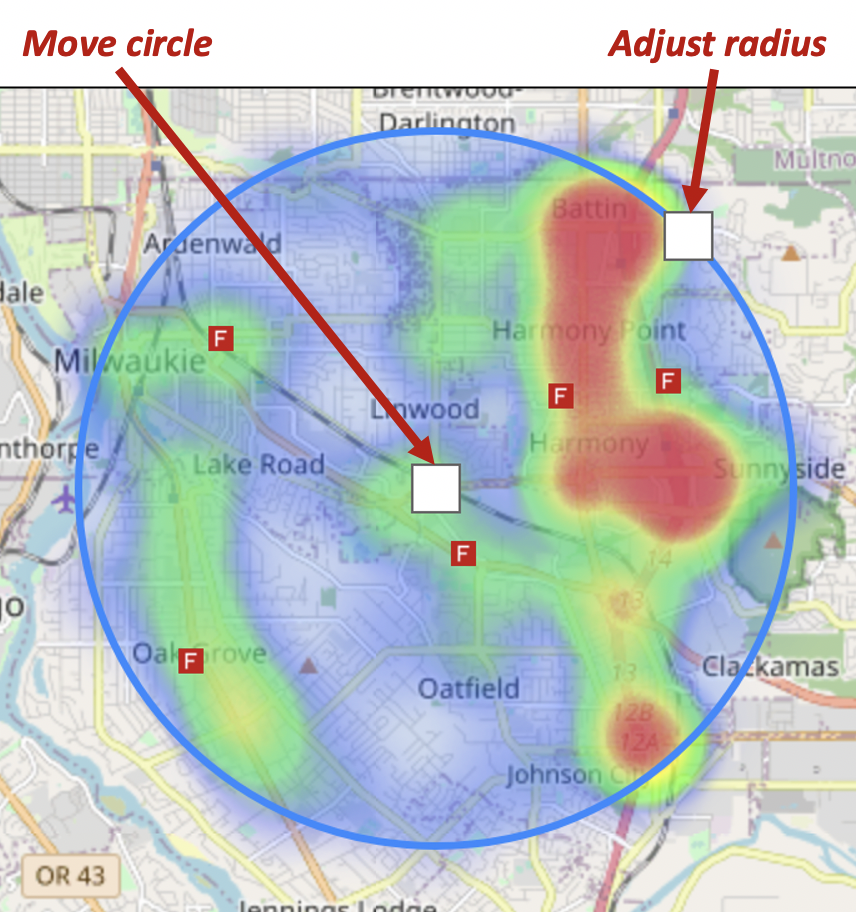 Move circle
Adjust radius
Brentwood-
Darlington
Multno
Battin
Ardenwald
dale
Harmony Point
F
Milwaukie
F
F
Linwood
nthorpe
Harmony
Lake Road
Sunnyside
F
14
13
go
Oak Grove
F
13
Clackamas
Oatfield
12B
12A
Johnson C
OR 43
Jennings Lodge